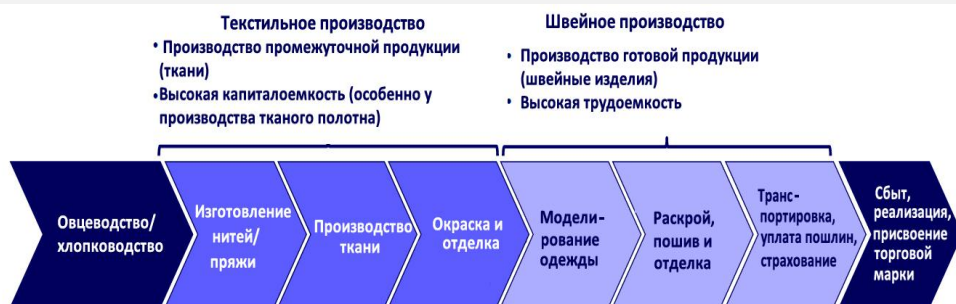 Текстильное производство
• Производство промежуточной продукции
(ткани)
•Высокая капиталоемкость (особенно у
производства тканого полотна)
Швейное производство
• Производство готовой продукции
(швейные изделия)
• Высокая трудоемкость
Овцеводство/
хлопководство
Изготовление
нитей/
пряжи
Производство
ткани
Окраска и
отделка
Модели-
рование
одежды
Раскрой,
пошив и
отделка
Транс-
портировка,
уплата пошлин,
страхование
Сбыт,
реализация,
присвоение
торговой
марки